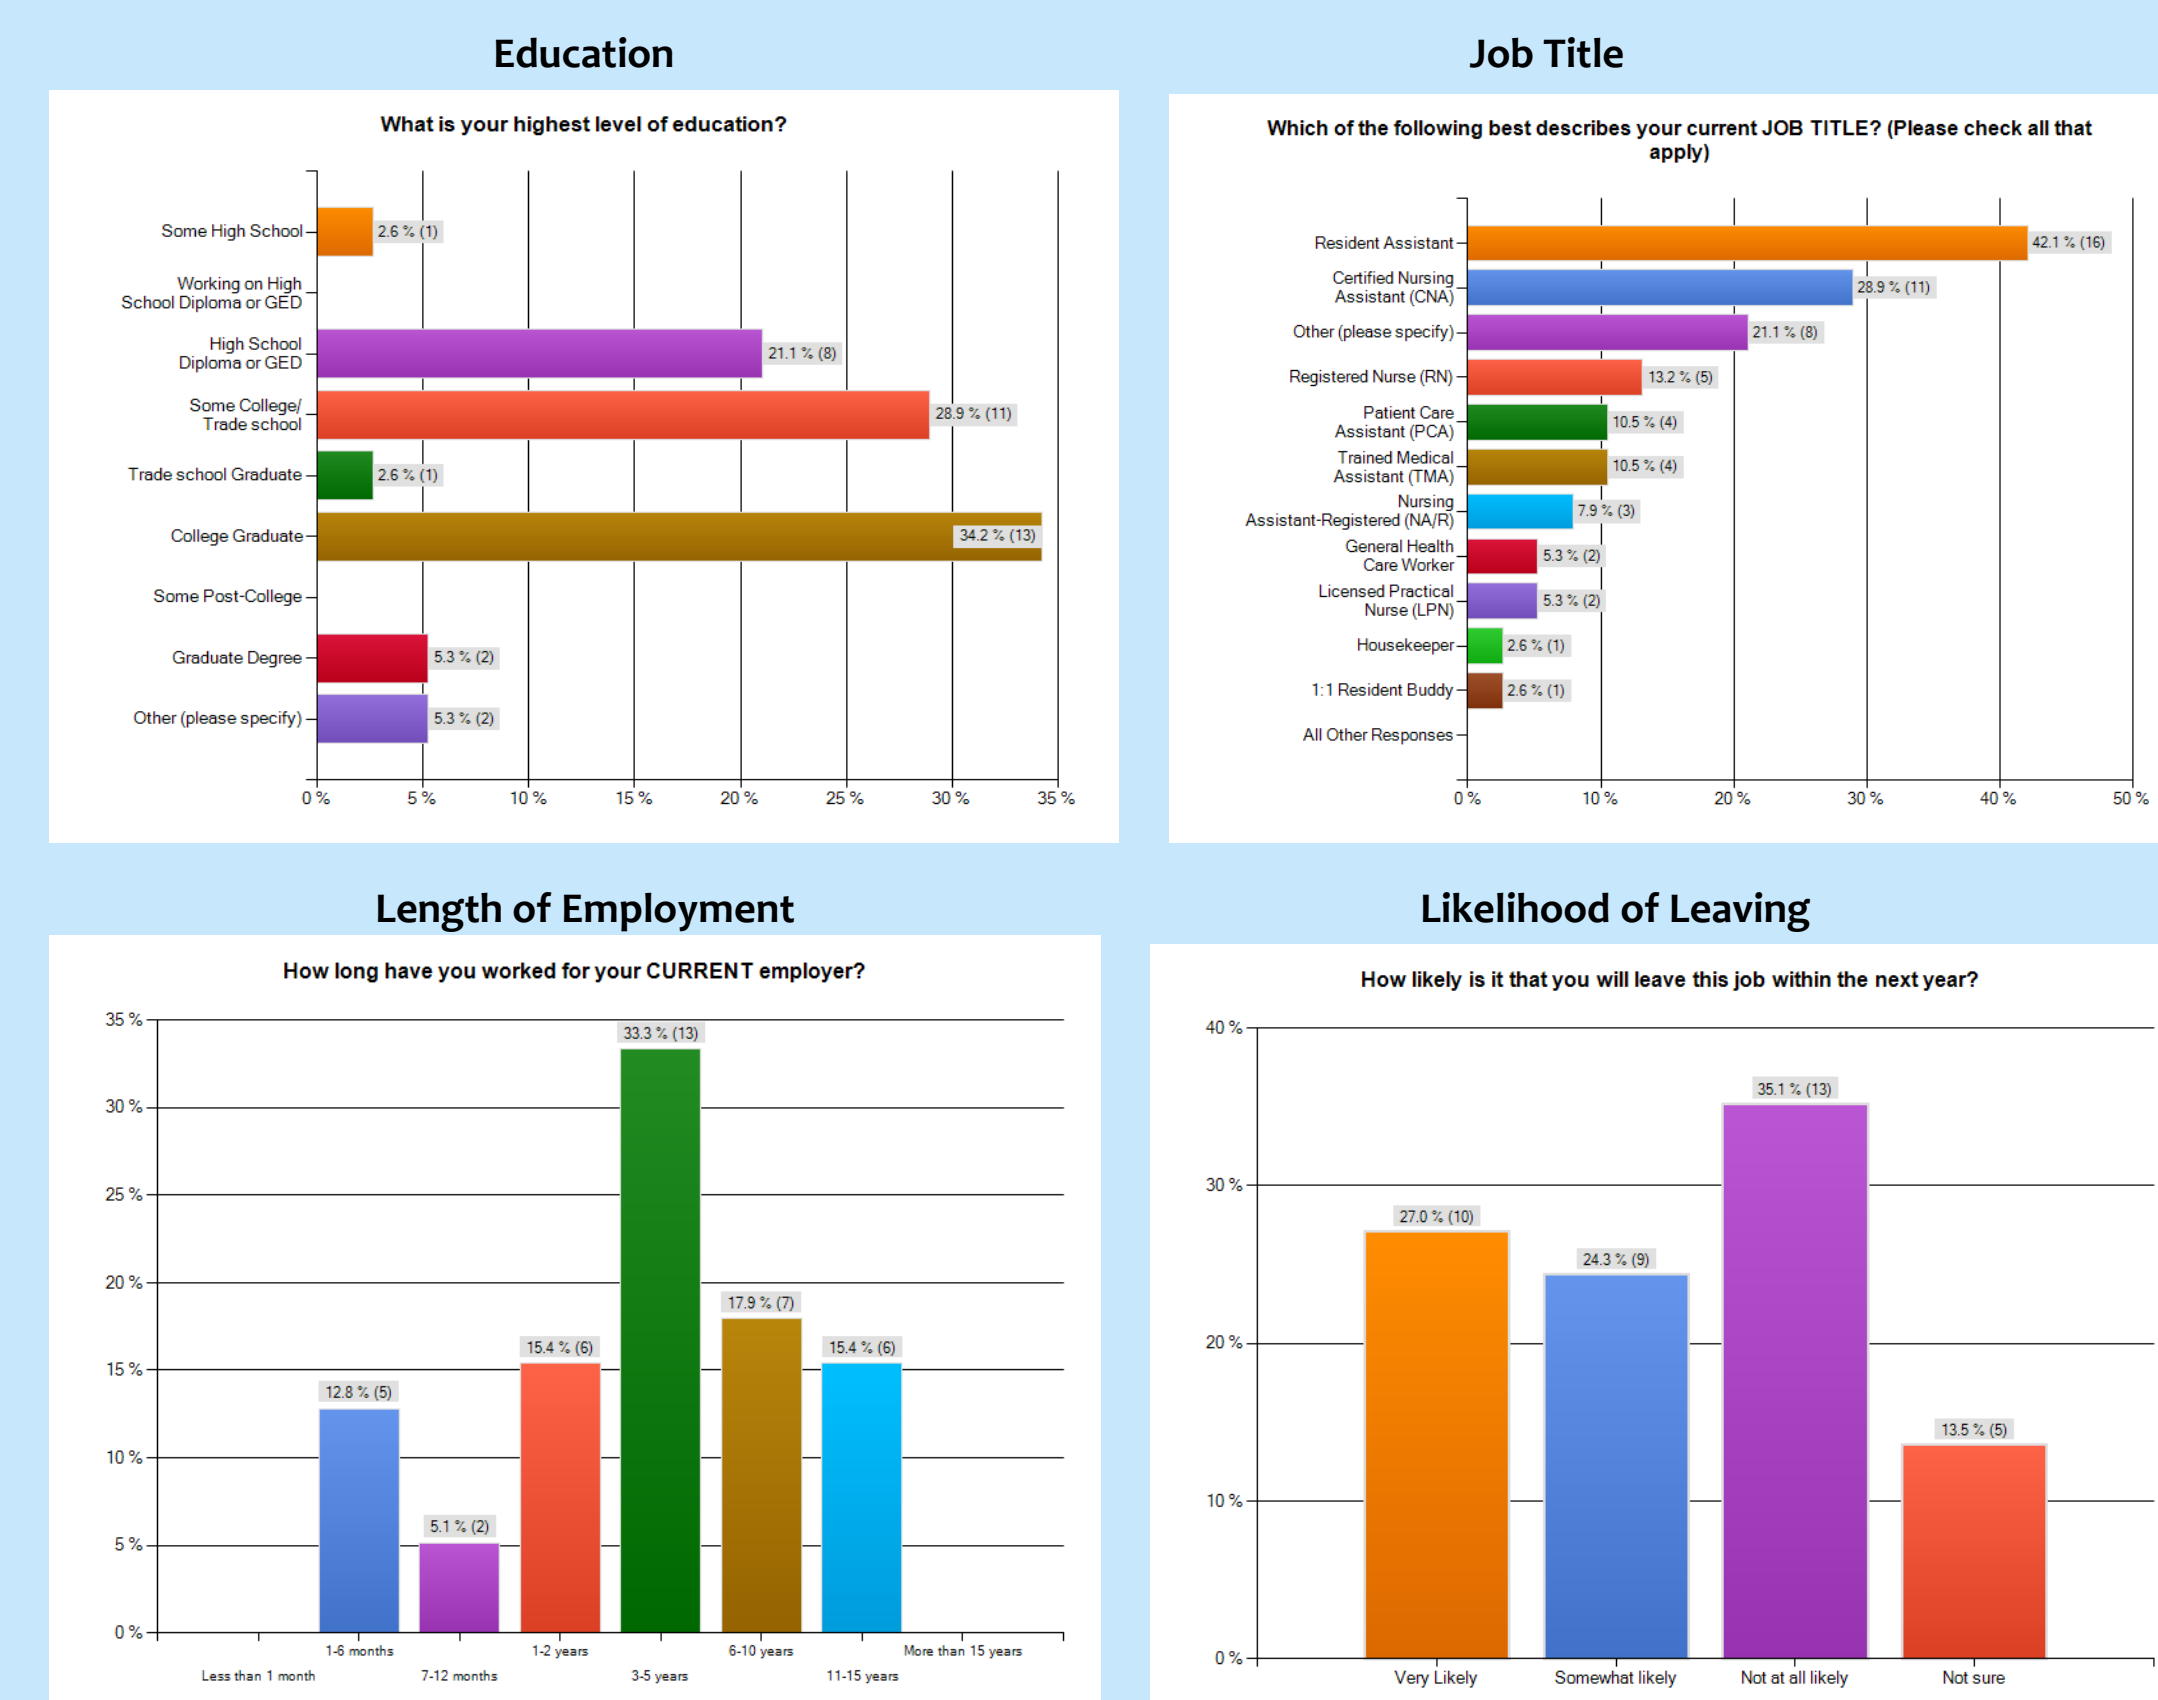 Education
What is your highest level of education?
Some High School
2.6 % (1)
Working on High
School Diploma or GED
High School
Diploma or GED
21.1 % (8)
Some College/
Trade school
28.9 % (11)
Trade school Graduate
2.6 % (1)
College Graduate
34.2 % (13)
Some Post-College
Graduate Degree
5.3 % (2)
Other (please specify)
5.3 % (2)
0 % 5 % 10 % 15 % 20 % 25 % 30 % 35 %
Job Title
Which of the following best describes your current JOB TITLE? (Please check all that
apply)
Resident Assistant
42.1 % (16)
Certified Nursing
Assistant (CNA)
28.9 % (11)
Other (please specify)
21.1 % (8)
Registered Nurse (RN)
13.2 % (5)
Patient Care
Assistant (PCA)
10.5 % (4)
Trained Medical
Assistant (TMA)
10.5 % (4)
Nursing
Assistant-Registered (NA/R)
7.9 % (3)
General Health
Care Worker
5.3 % (2)
Licensed Practical
Nurse (LPN)
5.3 % (2)
Housekeeper
2.6 % (1)
1:1 Resident Buddy
2.6 % (1)
All Other Responses
0 % 10 % 20 % 30 % 40 % 50 %
Length of Employment
How long have you worked for your CURRENT employer?
35 %
30 %
25 %
20 %
15 %
10 %
5 %
0 %
12.8 % (5)
5.1 % (2)
15.4 % (6)
33.3 % (13)
17.9 % (7)
15.4 % (6)
Less than 1 month
1-6 months
7-12 months
1-2 years
3-5 years
6-10 years
11-15 years
More than 15 years
Likelihood of Leaving
How likely is it that you will leave this job within the next year?
40 %
30 %
20 %
10 %
0 %
27.0 % (10)
24.3 % (9)
35.1 % (13)
13.5 % (5)
Very Likely
Somewhat likely
Not at all likely
Not sure